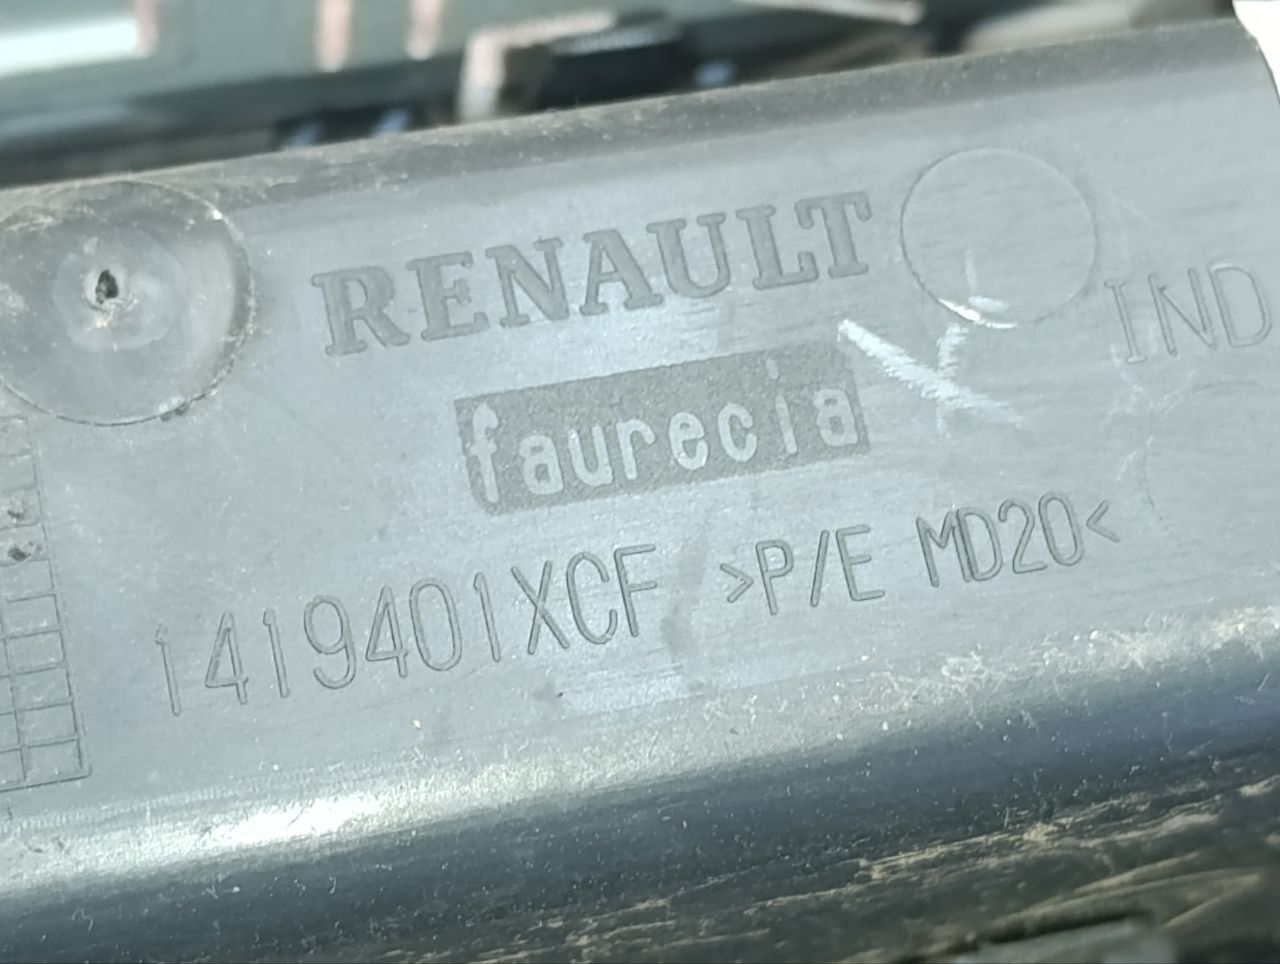 RENAULT
IND
faurecia
1419401XCF >P/E MD20<